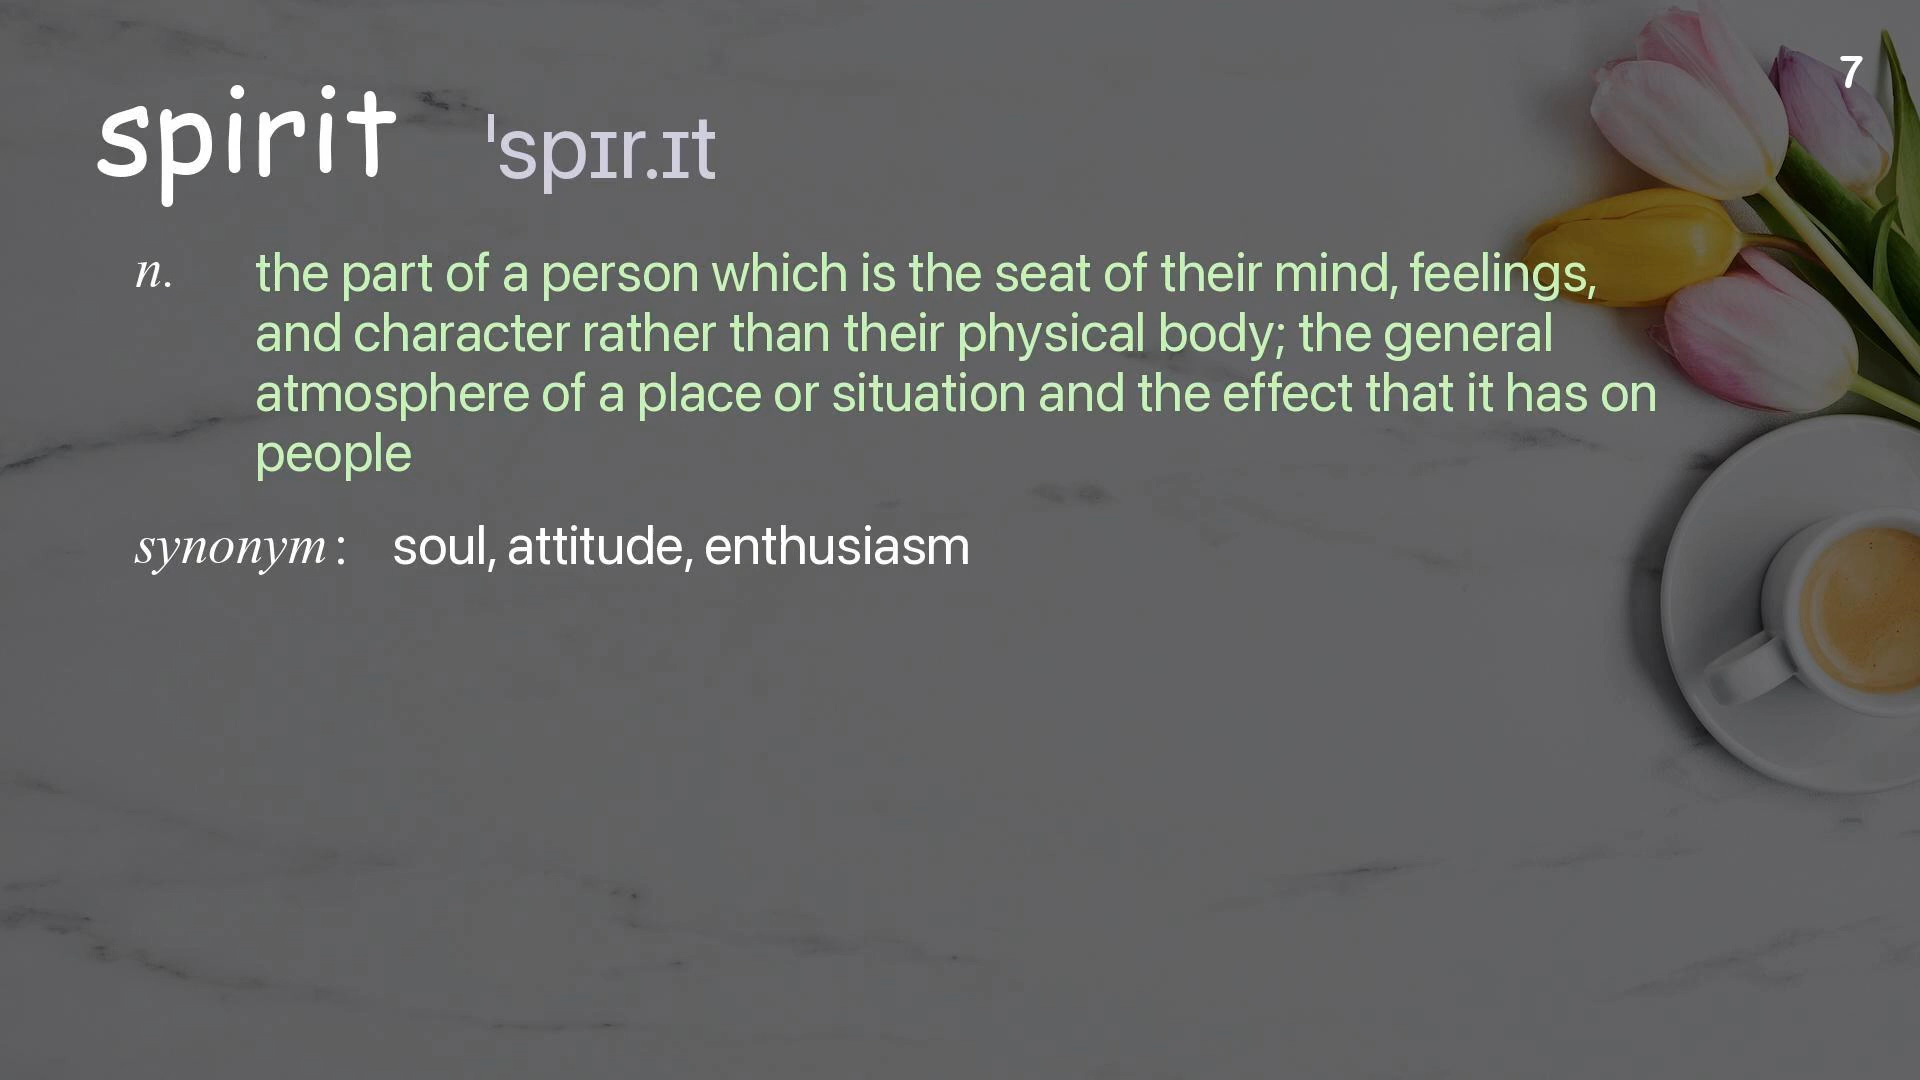 7
spirit ˈspɪr.ɪt
n. the part of a person which is the seat of their mind, feelings,
and character rather than their physical body; the general
atmosphere of a place or situation and the effect that it has on
people
synonym: soul, attitude, enthusiasm